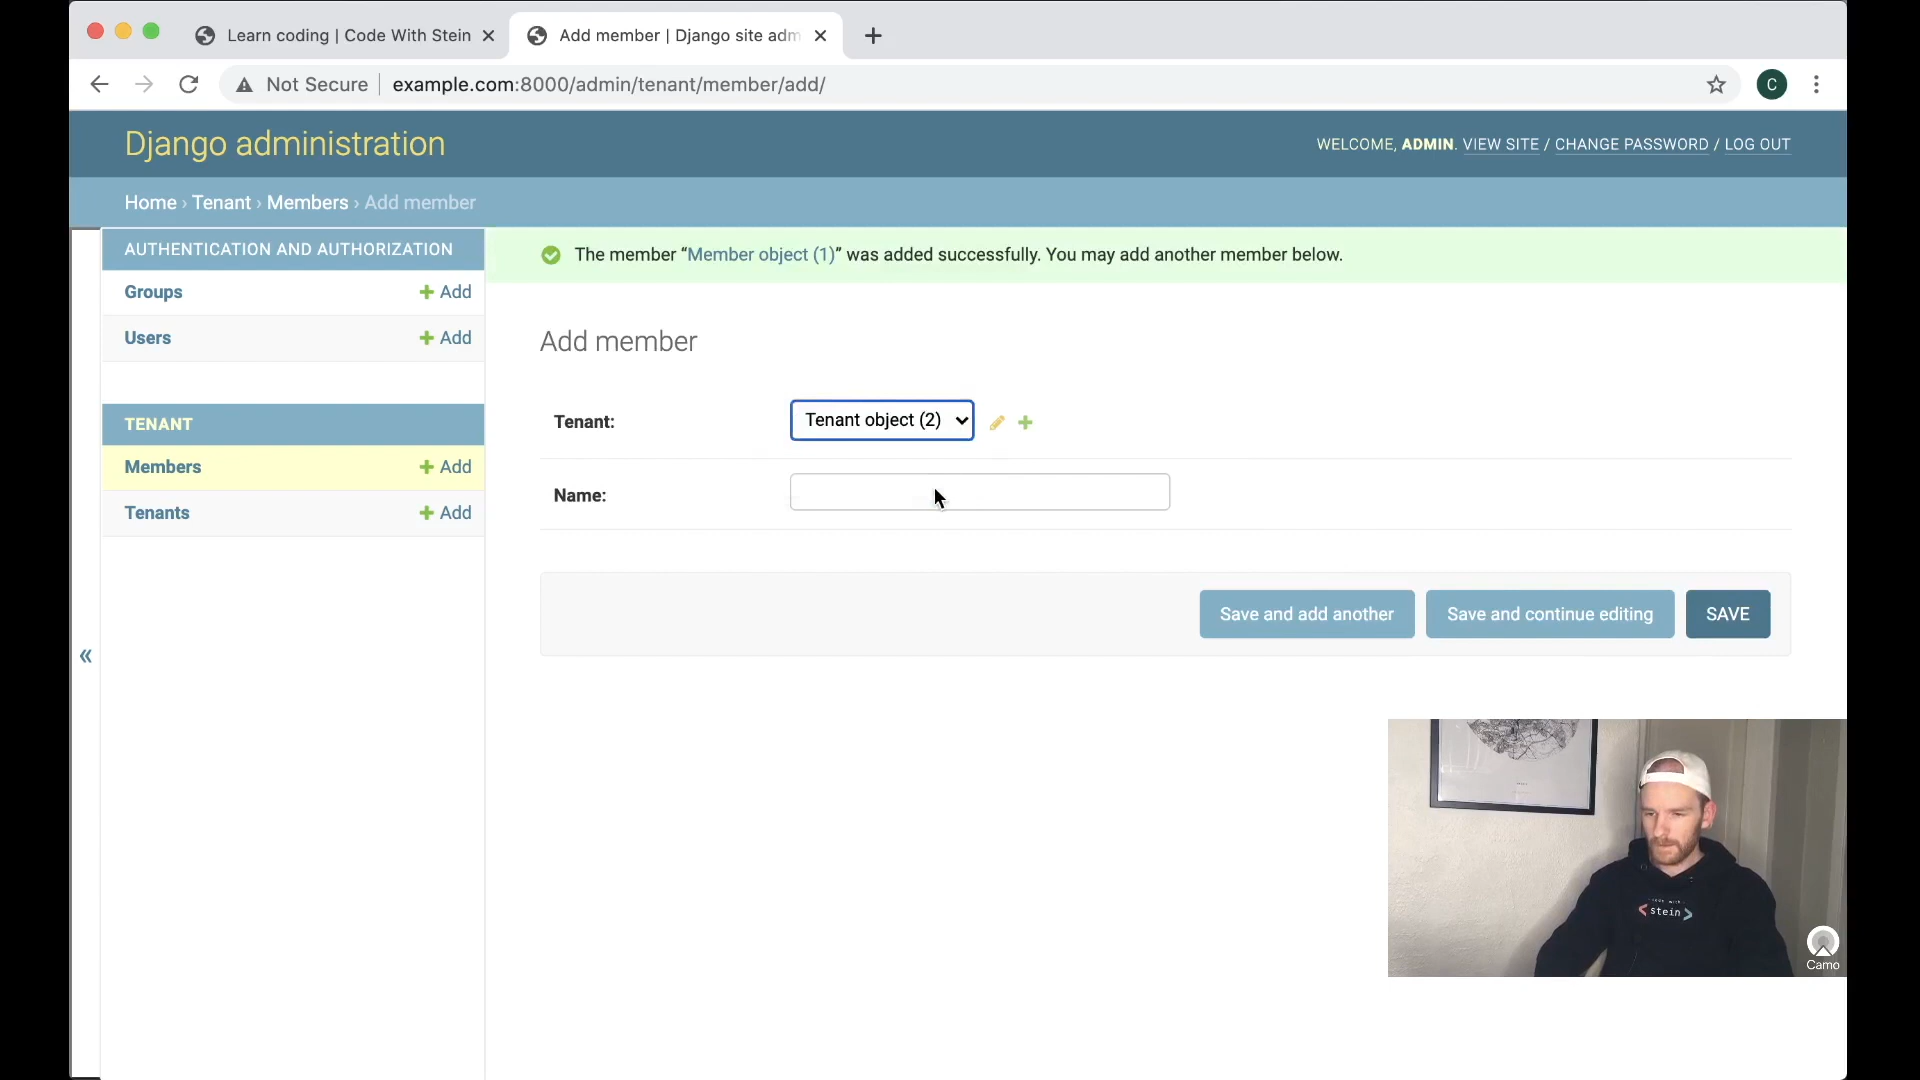 Learn coding | Code With Stein
Add member | Django site adm
Not Secure
example.com:8000/admin/tenant/member/add/
C
Django administration
WELCOME, ADMIN. VIEW SITE / CHANGE PASSWORD / LOG OUT
Home › Tenant › Members › Add member
AUTHENTICATION AND AUTHORIZATION
Groups + Add
Users + Add
TENANT
Members + Add
Tenants + Add
«
The member “Member object (1)” was added successfully. You may add another member below.
Add member
Tenant: Tenant object (2)
Name:
Save and add another
Save and continue editing
SAVE
code with
<stein>
Camo